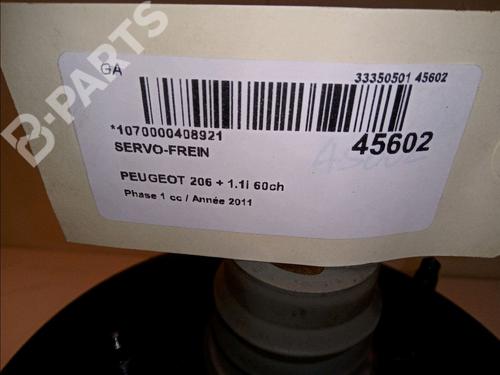 GA
33350501 45602
*1070000408921
45602
SERVO-FREIN
PEUGEOT 206 + 1.1i 60ch
Phase 1 cc / Année 2011
B-PARTS